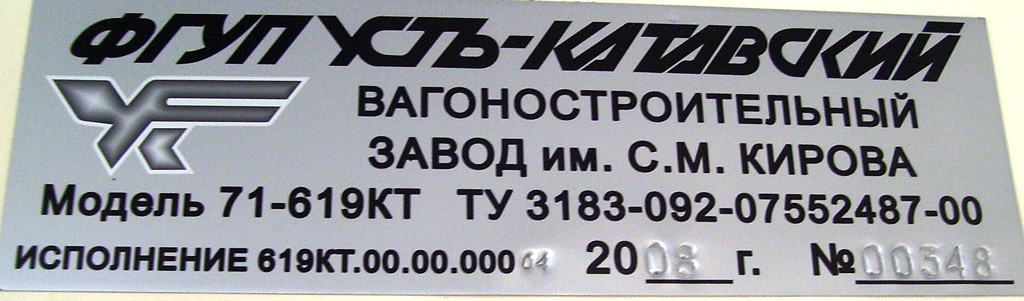 ФГУП УСТЬ-КАТАВСКИЙ
ВАГОНОСТРОИТЕЛЬНЫЙ
ЗАВОД им. С.М. КИРОВА
Модель 71-619КТ ТУ 3183-092-07552487-00
ИСПОЛНЕНИЕ 619КТ.00.00.000 04 2008 г. №00348